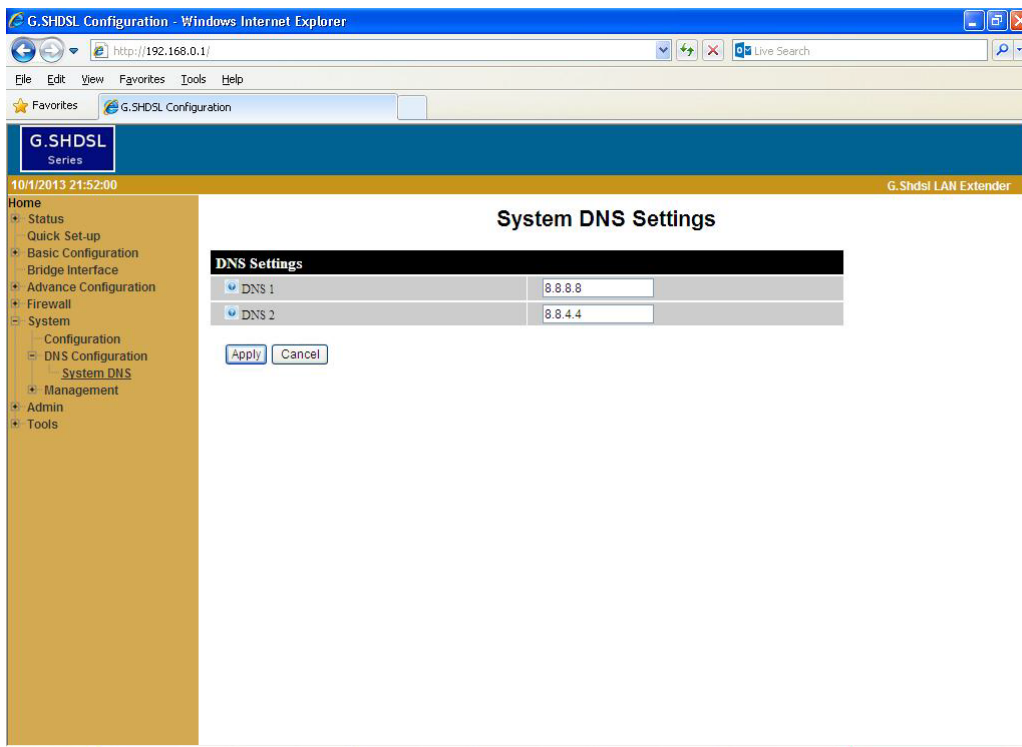 G.SHDSL Configuration - Windows Internet Explorer
http://192.168.0.1/
Live Search
File Edit View Favorites Tools Help
Favorites G.SHDSL Configuration
G.SHDSL
Series
10/1/2013 21:52:00 G.Shdsl LAN Extender
Home
Status
Quick Set-up
Basic Configuration
Bridge Interface
Advance Configuration
Firewall
System
Configuration
DNS Configuration
System DNS
Management
Admin
Tools
System DNS Settings
DNS Settings
DNS 1 8.8.8.8
DNS 2 8.8.4.4
Apply Cancel